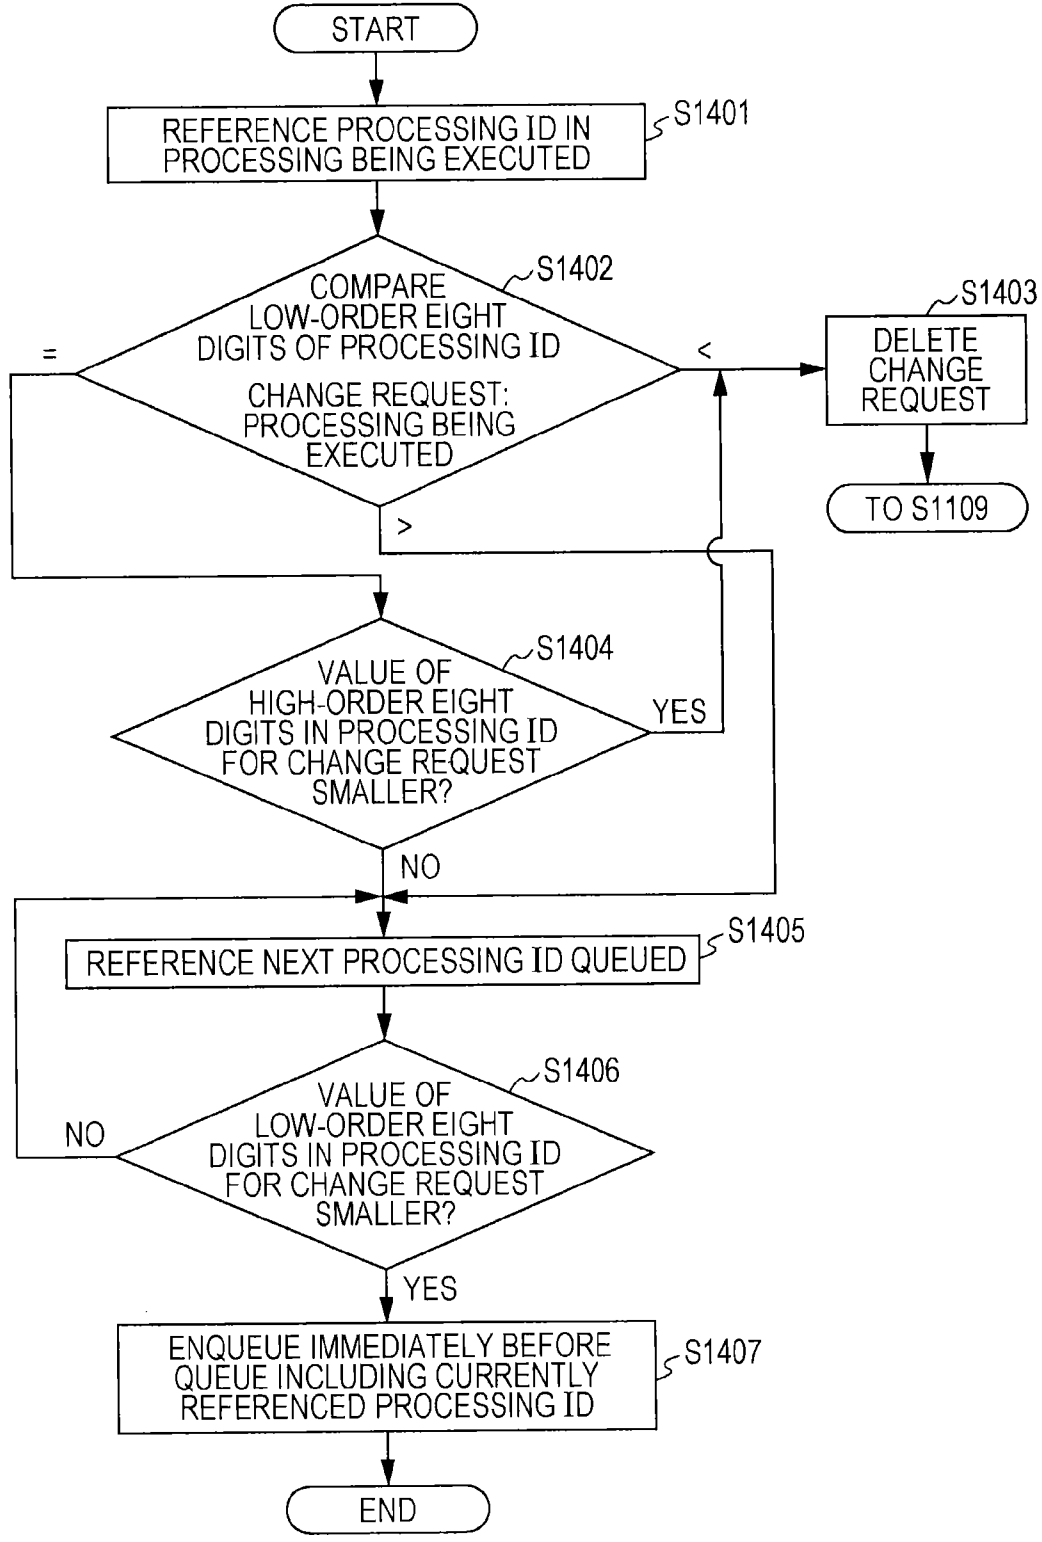 START
S1401
REFERENCE PROCESSING ID IN
PROCESSING BEING EXECUTED
S1402
COMPARE
LOW-ORDER EIGHT
DIGITS OF PROCESSING ID
CHANGE REQUEST:
PROCESSING BEING
EXECUTED
=
<
>
S1403
DELETE
CHANGE
REQUEST
TO S1109
S1404
VALUE OF
HIGH-ORDER EIGHT
DIGITS IN PROCESSING ID
FOR CHANGE REQUEST
SMALLER?
YES
NO
S1405
REFERENCE NEXT PROCESSING ID QUEUED
S1406
VALUE OF
LOW-ORDER EIGHT
DIGITS IN PROCESSING ID
FOR CHANGE REQUEST
SMALLER?
NO
YES
S1407
ENQUEUE IMMEDIATELY BEFORE
QUEUE INCLUDING CURRENTLY
REFERENCED PROCESSING ID
END